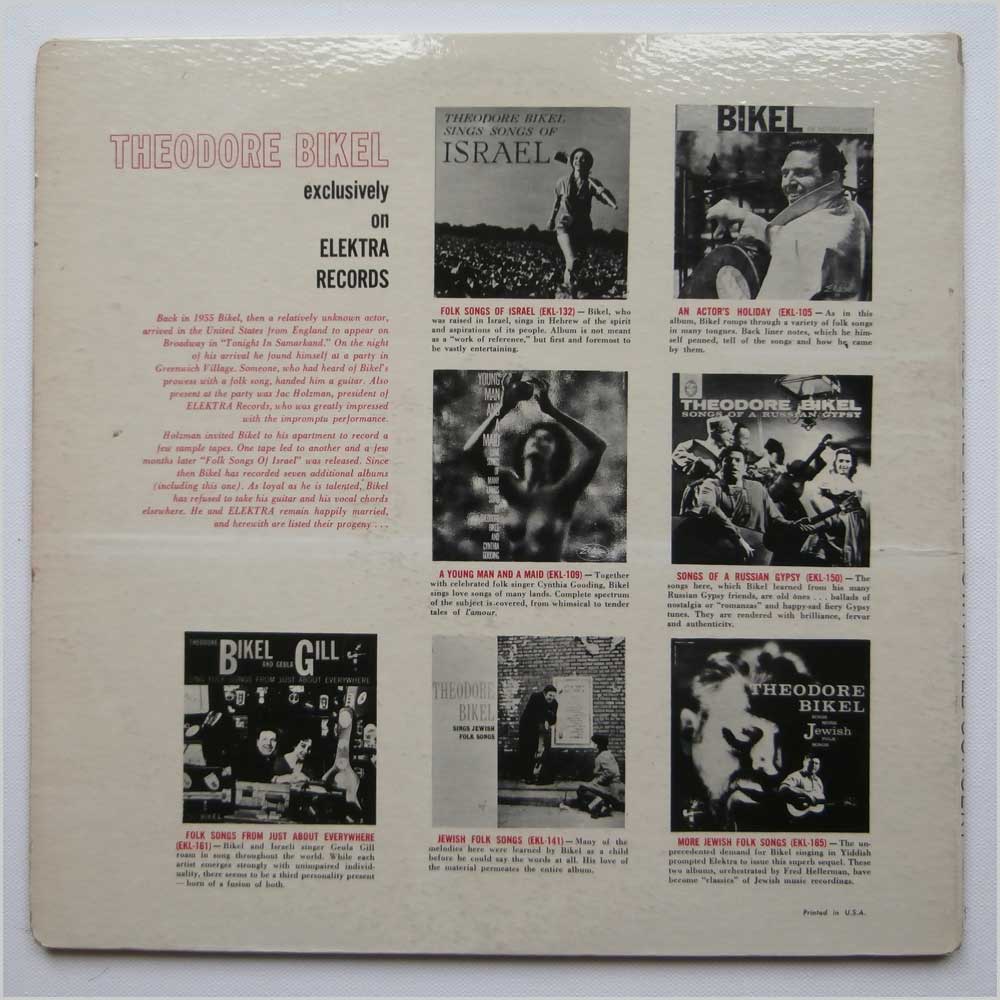 THEODORE BIKEL
exclusively
on
ELEKTRA
RECORDS
Back in 1955 Bikel, then a relatively unknown actor,
arrived in the United States from England to appear on
Broadway in “Tonight In Samarkand.” On the night
of his arrival he found himself at a party in
Greenwich Village. Someone, who had heard of Bikel's
prowess with a folk song, handed him a guitar. Also
present at the party was Jac Holzman, president of
ELEKTRA Records, who was greatly impressed
with the impromptu performance.
Holzman invited Bikel to his apartment to record a
few sample tapes. One tape led to another and a few
months later “Folk Songs Of Israel” was released. Since
then Bikel has recorded seven additional albums
(including this one). As loyal as he is talented, Bikel
has refused to take his guitar and his vocal chords
elsewhere. He and ELEKTRA remain happily married,
and herewith are listed their progeny . . .
THEODORE BIKEL
SINGS SONGS OF
ISRAEL
FOLK SONGS OF ISRAEL (EKL-132) — Bikel, who
was raised in Israel, sings in Hebrew of the spirit
and aspirations of its people. Album is not meant
as a “work of reference,” but first and foremost to
be vastly entertaining.
BIKEL
AN ACTOR'S HOLIDAY (EKL-105 — As in this
album, Bikel romps through a variety of folk songs
in many tongues. Back liner notes, which he him-
self penned, tell of the songs and how he came
by them.
YOUNG
MAN
AND
A
MAID
THEODORE
BIKEL
AND
CYNTHIA
GOODING
A YOUNG MAN AND A MAID (EKL-109) — Together
with celebrated folk singer Cynthia Gooding, Bikel
sings love songs of many lands. Complete spectrum
of the subject is covered, from whimsical to tender
tales of l'amour.
THEODORE BIKEL
SONGS OF A RUSSIAN GYPSY
SONGS OF A RUSSIAN GYPSY (EKL-150) — The
songs here, which Bikel learned from his many
Russian Gypsy friends, are old ones . . . ballads of
nostalgia or “romanzas” and happy-sad fiery Gypsy
tunes. They are rendered with brilliance, fervor
and authenticity.
THEODORE
BIKEL
AND GEULA
GILL
SING FOLK SONGS FROM JUST ABOUT EVERYWHERE
BIKEL
FOLK SONGS FROM JUST ABOUT EVERYWHERE
(EKL-161) — Bikel and Israeli singer Geula Gill
roam in song throughout the world. While each
artist emerges strongly with unimpaired individ-
uality, there seems to be a third personality present
— born of a fusion of both.
THEODORE
BIKEL
SINGS JEWISH
FOLK SONGS
JEWISH FOLK SONGS (EKL-141) — Many of the
melodies here were learned by Bikel as a child
before he could say the words at all. His love of
the material permeates the entire album.
THEODORE
BIKEL
SINGS
MORE
Jewish
FOLK
SONGS
MORE JEWISH FOLK SONGS (EKL-165) — The un-
precedented demand for Bikel singing in Yiddish
prompted Elektra to issue this superb sequel. These
two albums, orchestrated by Fred Hellerman, have
become “classics” of Jewish music recordings.
Printed in U.S.A.